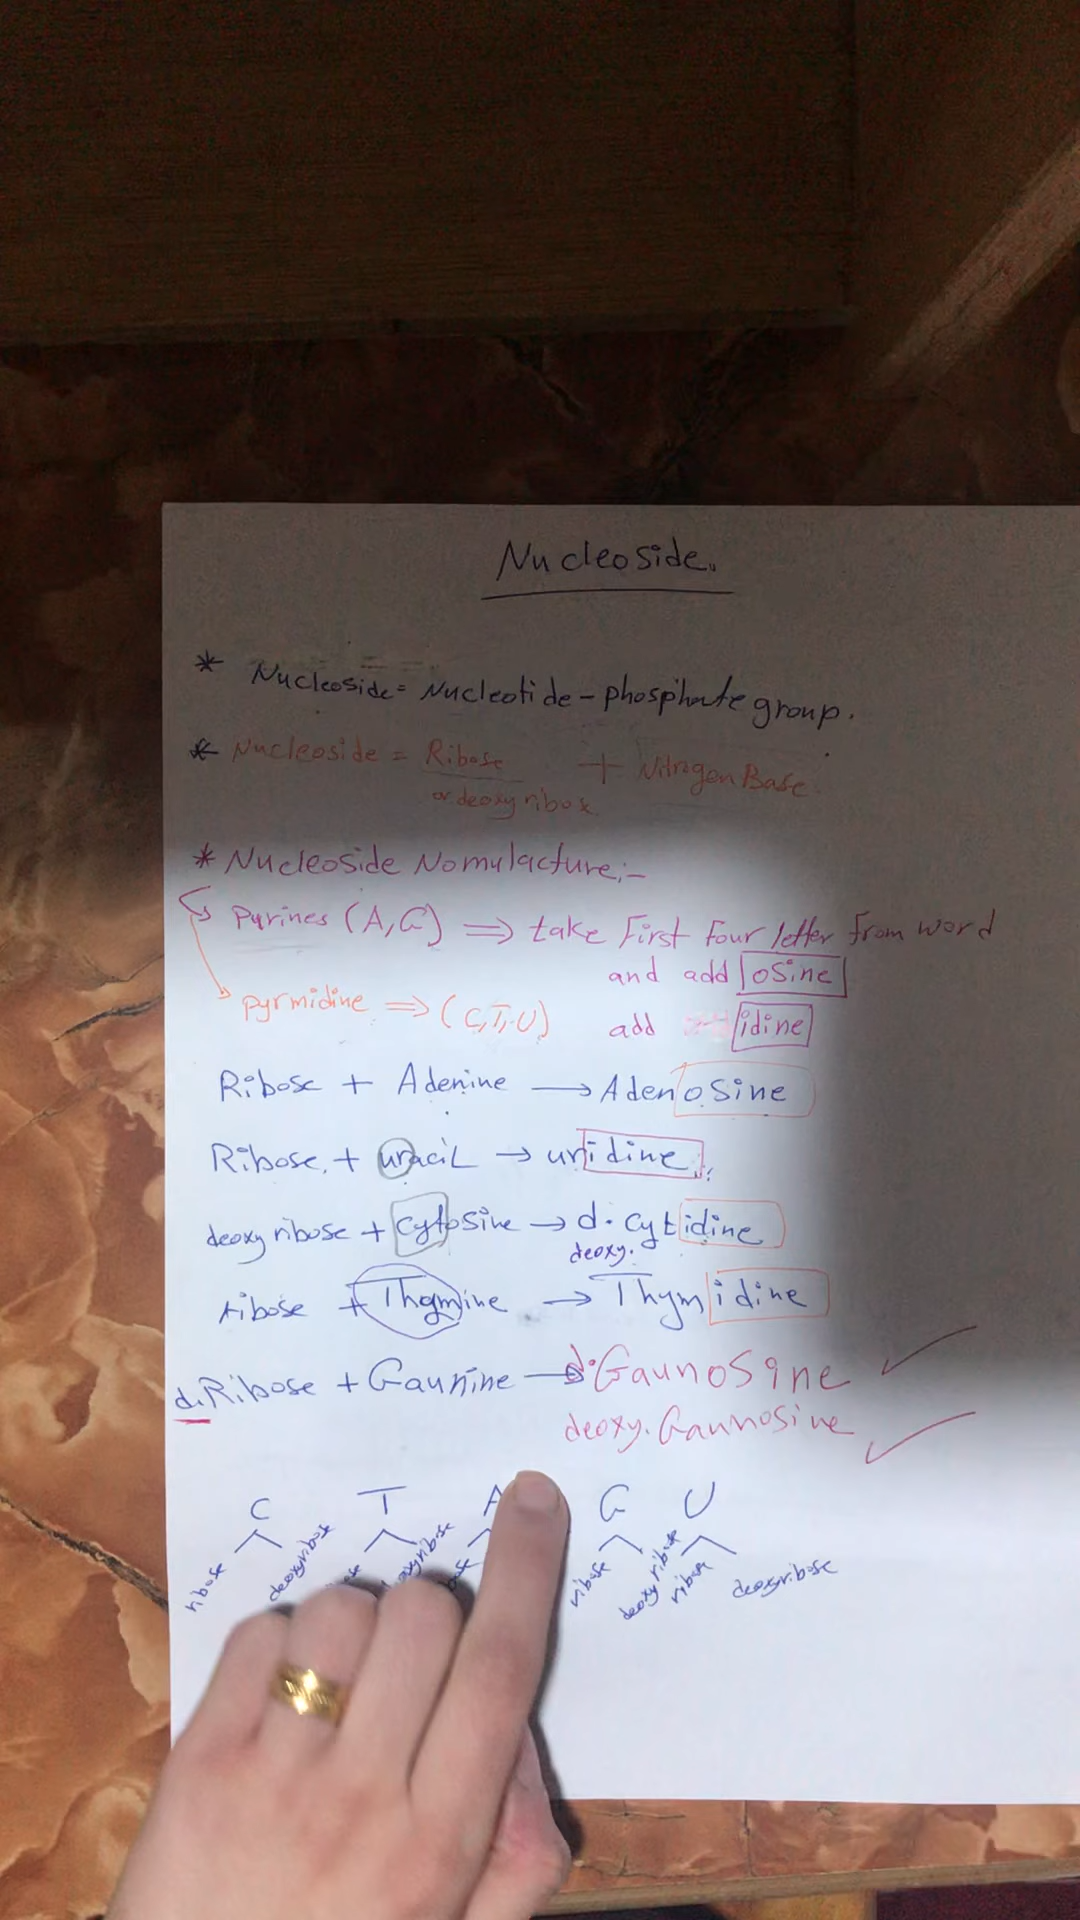 Nucleoside.
* Nucleoside = Nucleotide - phosphate group.
* Nucleoside = Ribose + Nitrogen Base.
or deoxy ribose
* Nucleoside Nomulacture:-
Purines (A,G) ⇒ take First Four letter from word
and add osine
pyrmidine ⇒ (C,T,U) add idine
Ribose + Adenine → Adenosine
Ribose. + uracil → uridine
deoxy ribose + cytosine → d. cytidine
deoxy.
ribose + Thymine → Thymidine
d.Ribose + Gaunine → d.Gaunosine
deoxy. Gaunosine
C T A G U
ribose deoxyribose deoxyribose ribose deoxyribose ribose deoxyribose